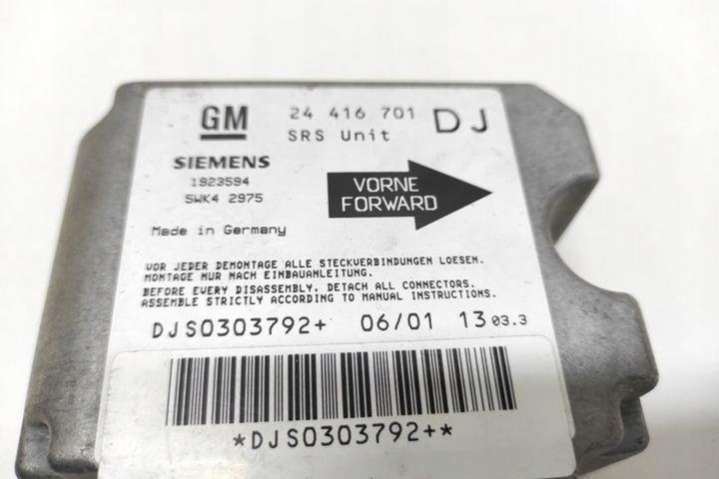 GM 24 416 701 DJ
SRS Unit
SIEMENS
1923594
5WK4 2975
VORNE
FORWARD
Made in Germany
VOR JEDER DEMONTAGE ALLE STECKVERBINDUNGEN LOESEN.
MONTAGE NUR NACH EINBAUANLEITUNG.
BEFORE EVERY DISASSEMBLY, DETACH ALL CONNECTORS.
ASSEMBLE STRICTLY ACCORDING TO MANUAL INSTRUCTIONS.
DJS0303792+ 06/01 13 03.3
*DJS0303792+*